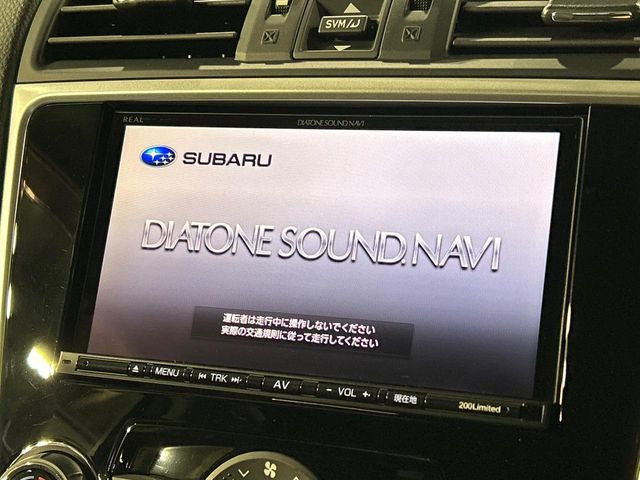 SVM/
REAL
DIATONE SOUND.NAVI
SUBARU
DIATONE SOUND.NAVI
運転者は走行中に操作しないでください
実際の交通規則に従って走行してください
MENU TRK AV - VOL + 現在地 200Limited